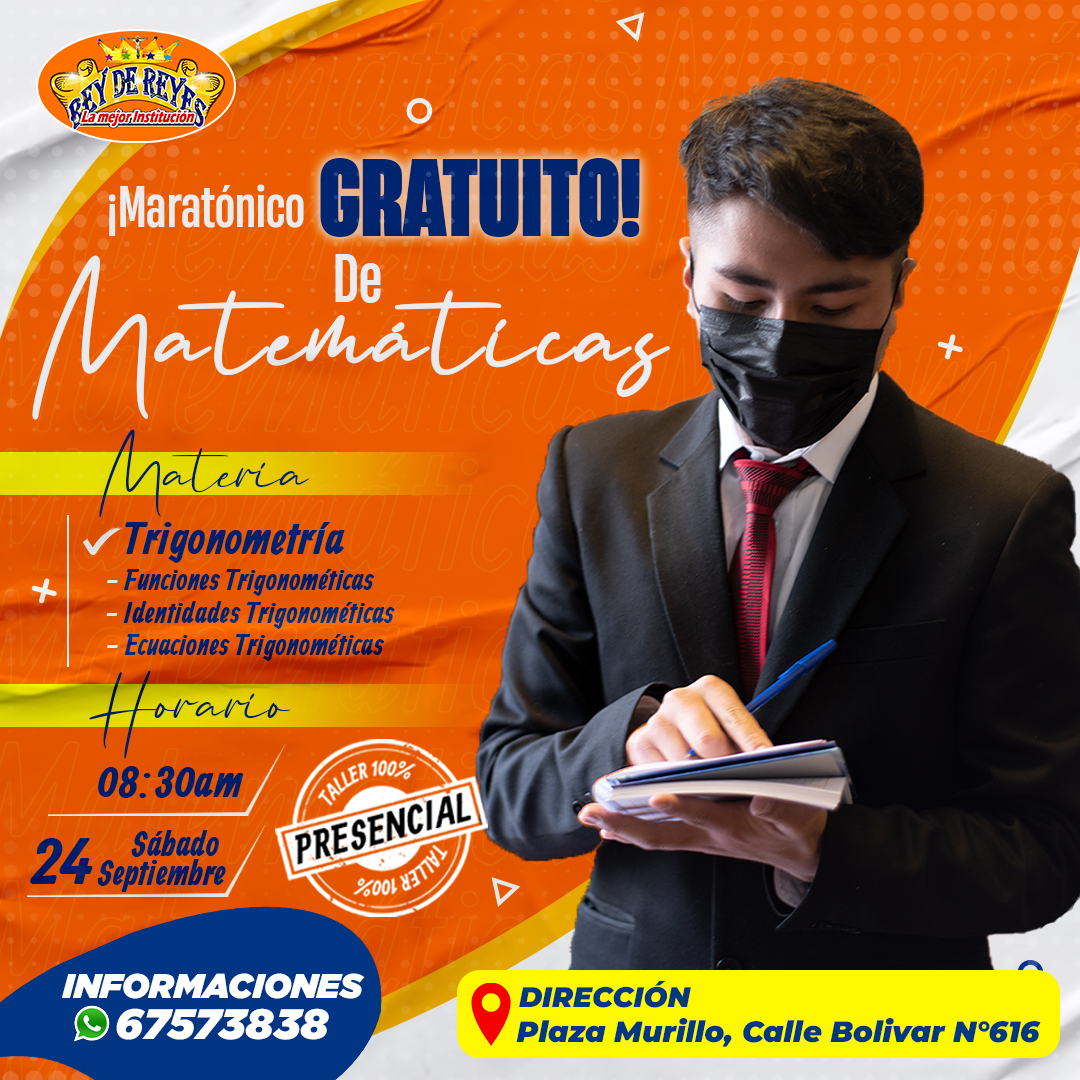 REY DE REYES
La mejor Institución
¡Maratónico GRATUITO!
De
Matemáticas
Materia
Trigonometría
- Funciones Trigonométicas
- Identidades Trigonométicas
- Ecuaciones Trigonométicas
Horario
08:30am
24 Sábado
Septiembre
TALLER 100%
PRESENCIAL
TALLER 100%
INFORMACIONES
67573838
DIRECCIÓN
Plaza Murillo, Calle Bolivar N°616